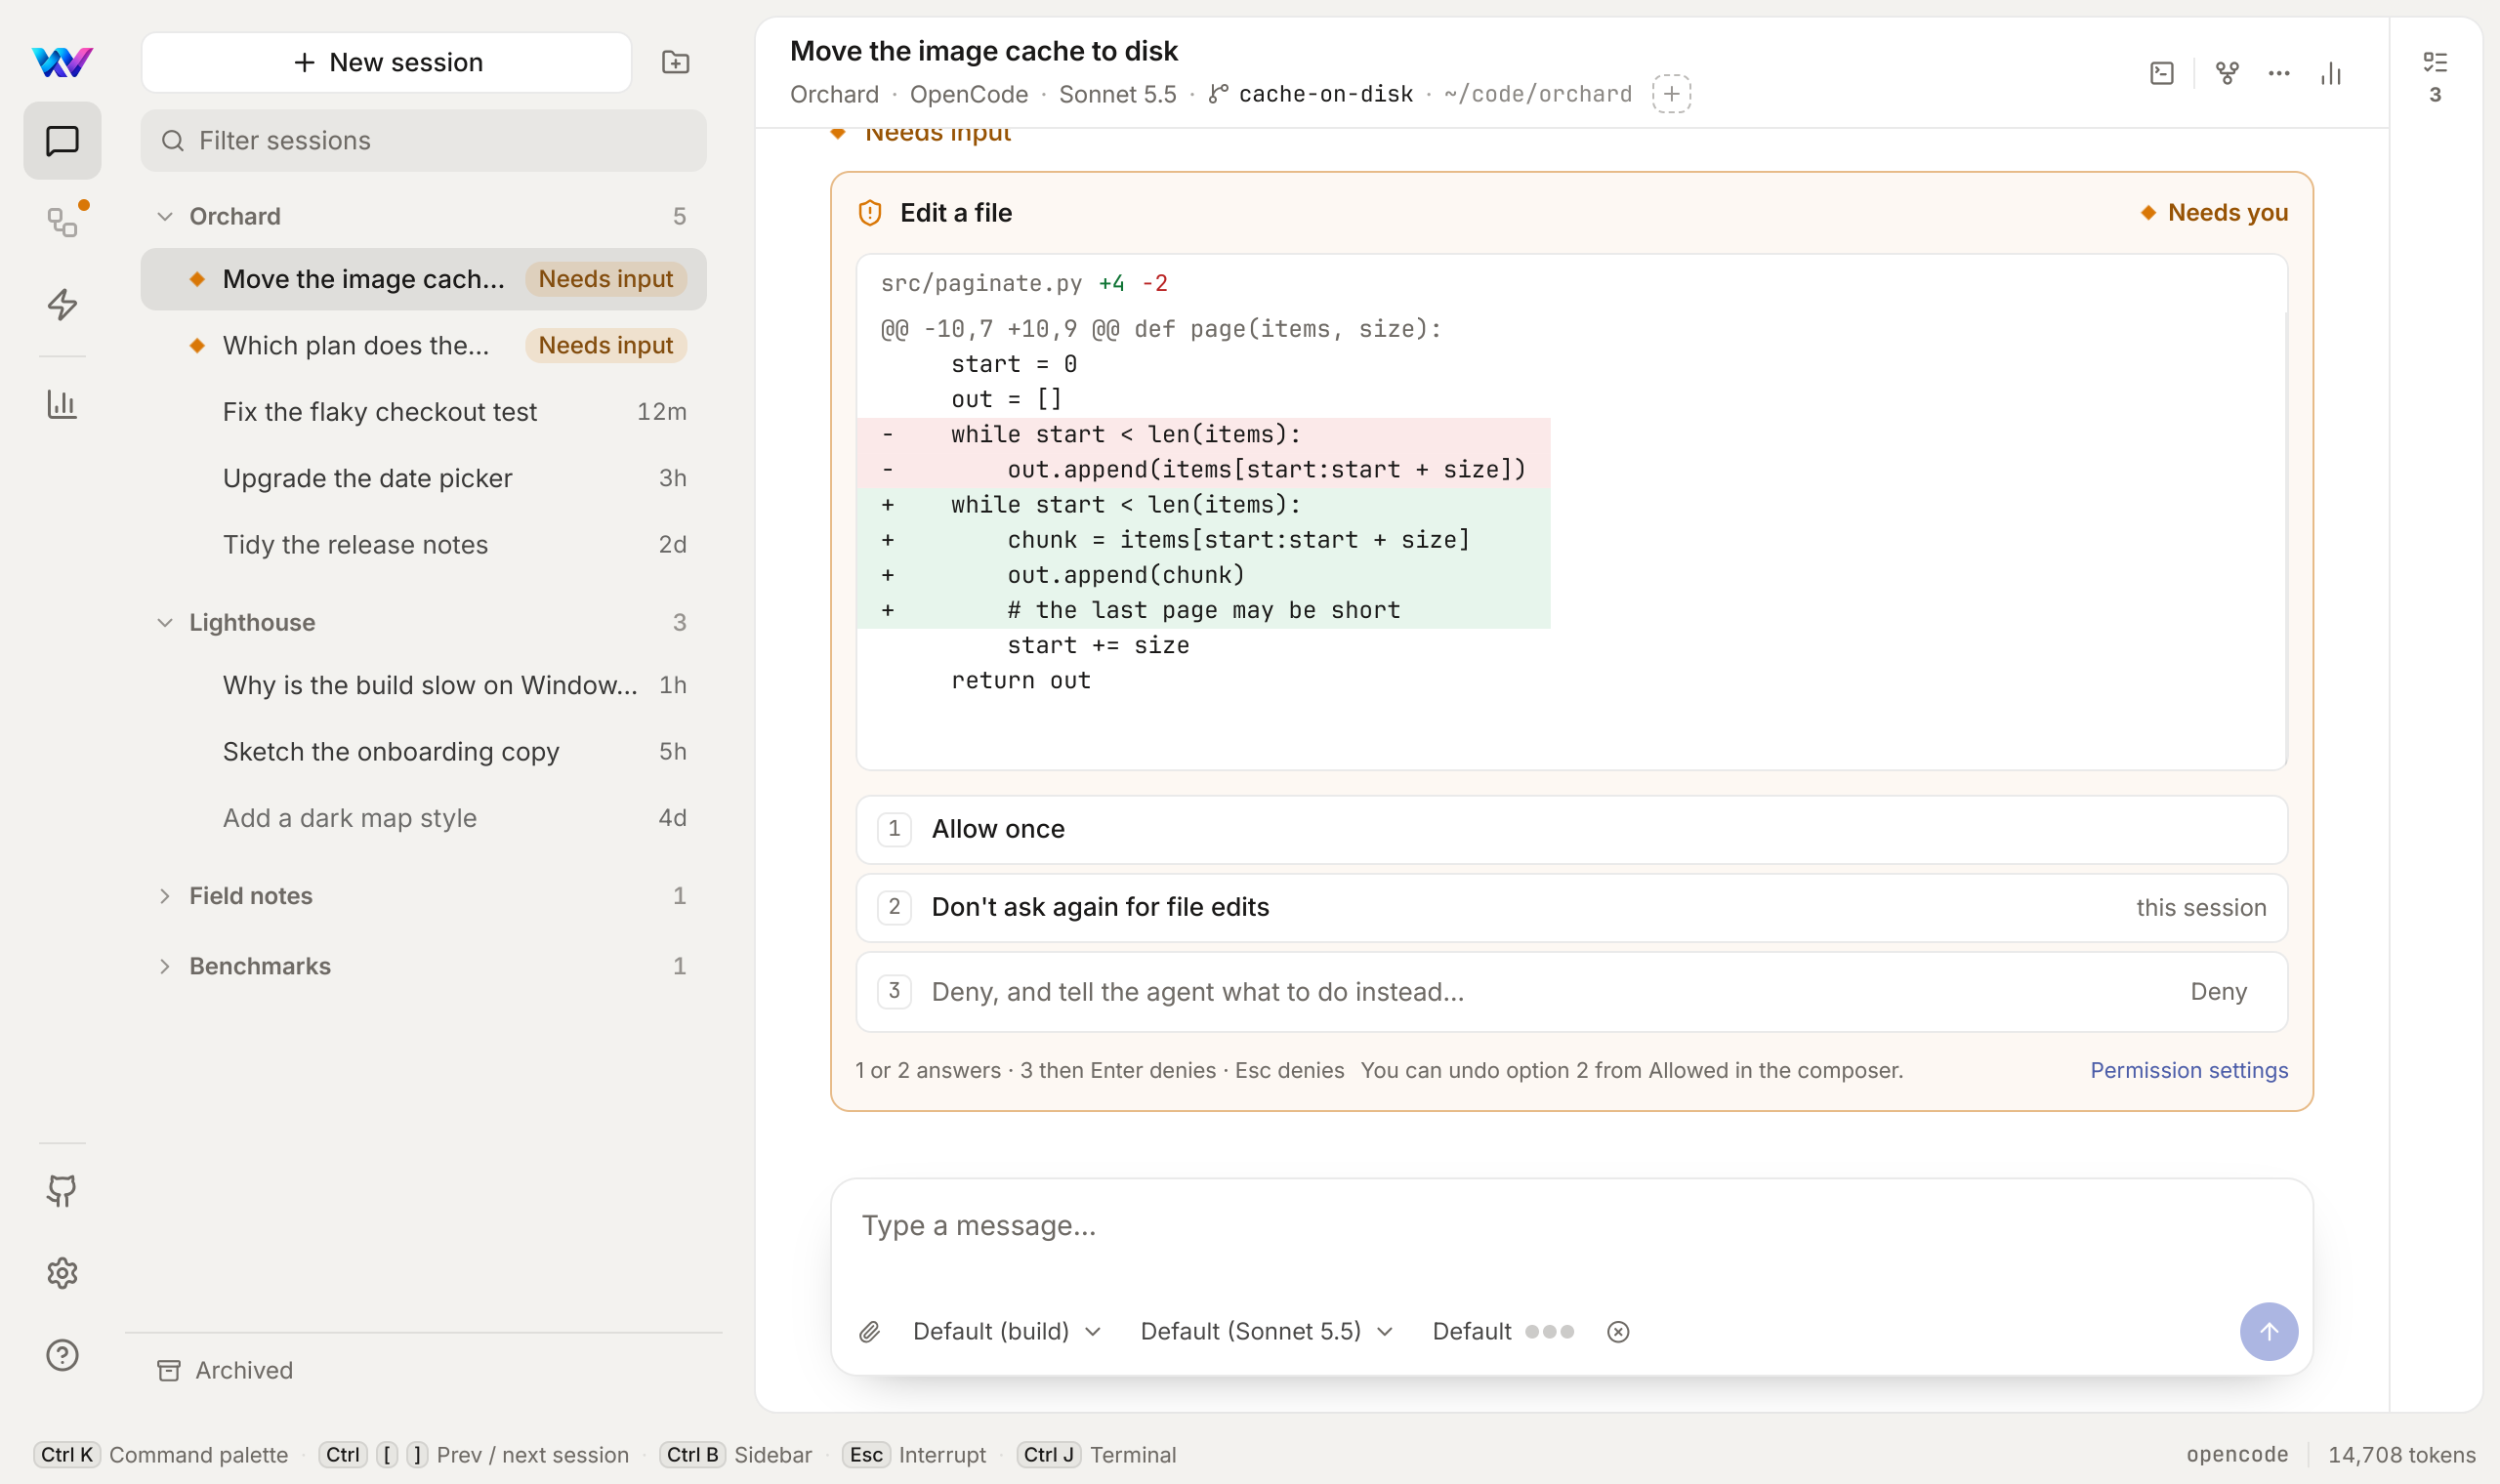 New session
Filter sessions
Orchard 5
Move the image cach... Needs input
Which plan does the... Needs input
Fix the flaky checkout test 12m
Upgrade the date picker 3h
Tidy the release notes 2d
Lighthouse 3
Why is the build slow on Window... 1h
Sketch the onboarding copy 5h
Add a dark map style 4d
Field notes 1
Benchmarks 1
Archived
Move the image cache to disk
Orchard · OpenCode · Sonnet 5.5 · cache-on-disk · ~/code/orchard
3
Needs input
Edit a file Needs you
src/paginate.py +4 -2
@@ -10,7 +10,9 @@ def page(items, size):
start = 0
out = []
- while start < len(items):
- out.append(items[start:start + size])
+ while start < len(items):
+ chunk = items[start:start + size]
+ out.append(chunk)
+ # the last page may be short
start += size
return out
1 Allow once
2 Don't ask again for file edits this session
3 Deny, and tell the agent what to do instead... Deny
1 or 2 answers · 3 then Enter denies · Esc denies You can undo option 2 from Allowed in the composer. Permission settings
Type a message...
Default (build) Default (Sonnet 5.5) Default
Ctrl K Command palette · Ctrl [ ] Prev / next session · Ctrl B Sidebar · Esc Interrupt · Ctrl J Terminal
opencode 14,708 tokens